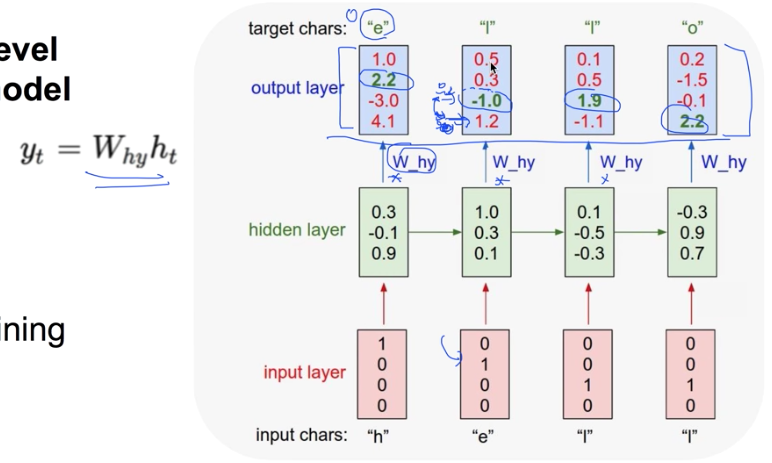 evel
odel
y_t = W_{hy}h_t
ining
target chars: "e" "l" "l" "o"
output layer
1.0 0.5 0.1 0.2
2.2 0.3 0.5 -1.5
-3.0 -1.0 1.9 -0.1
4.1 1.2 -1.1 2.2
W_hy W_hy W_hy W_hy
hidden layer
0.3 1.0 0.1 -0.3
-0.1 0.3 -0.5 0.9
0.9 0.1 -0.3 0.7
input layer
1 0 0 0
0 1 0 0
0 0 1 1
0 0 0 0
input chars: "h" "e" "l" "l"